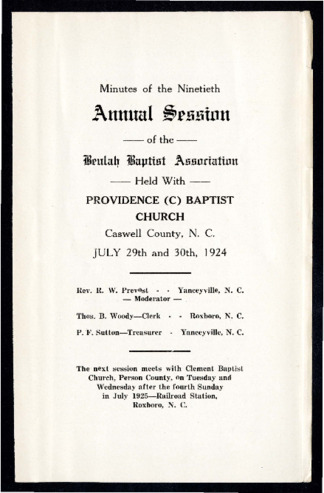 Minutes of the Ninetieth
Annual Session
— of the —
Beulah Baptist Association
— Held With —
PROVIDENCE (C) BAPTIST
CHURCH
Caswell County, N. C.
JULY 29th and 30th, 1924
Rev. R. W. Prevost - - Yanceyville, N. C.
— Moderator —
Thos. B. Woody—Clerk - - Roxboro, N. C.
P. F. Sutton—Treasurer - Yanceyville, N. C.
The next session meets with Clement Baptist
Church, Person County, on Tuesday and
Wednesday after the fourth Sunday
in July 1925—Railroad Station,
Roxboro, N. C.